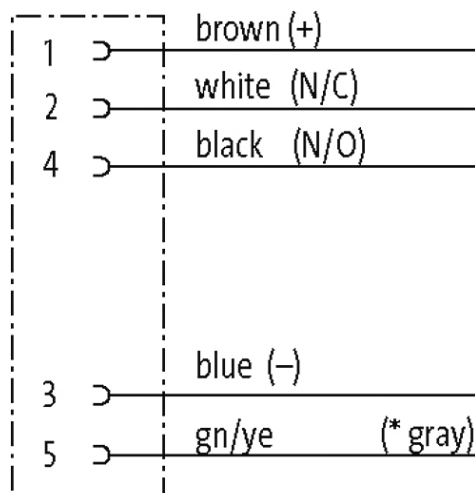 1 brown (+)
2 white (N/C)
4 black (N/O)
3 blue (–)
5 gn/ye (* gray)